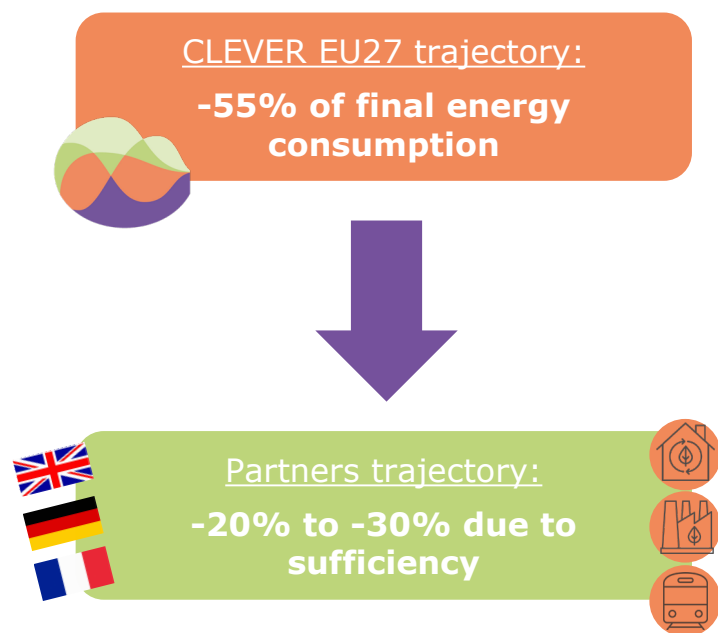 CLEVER EU27 trajectory:
-55% of final energy
consumption
Partners trajectory:
-20% to -30% due to
sufficiency